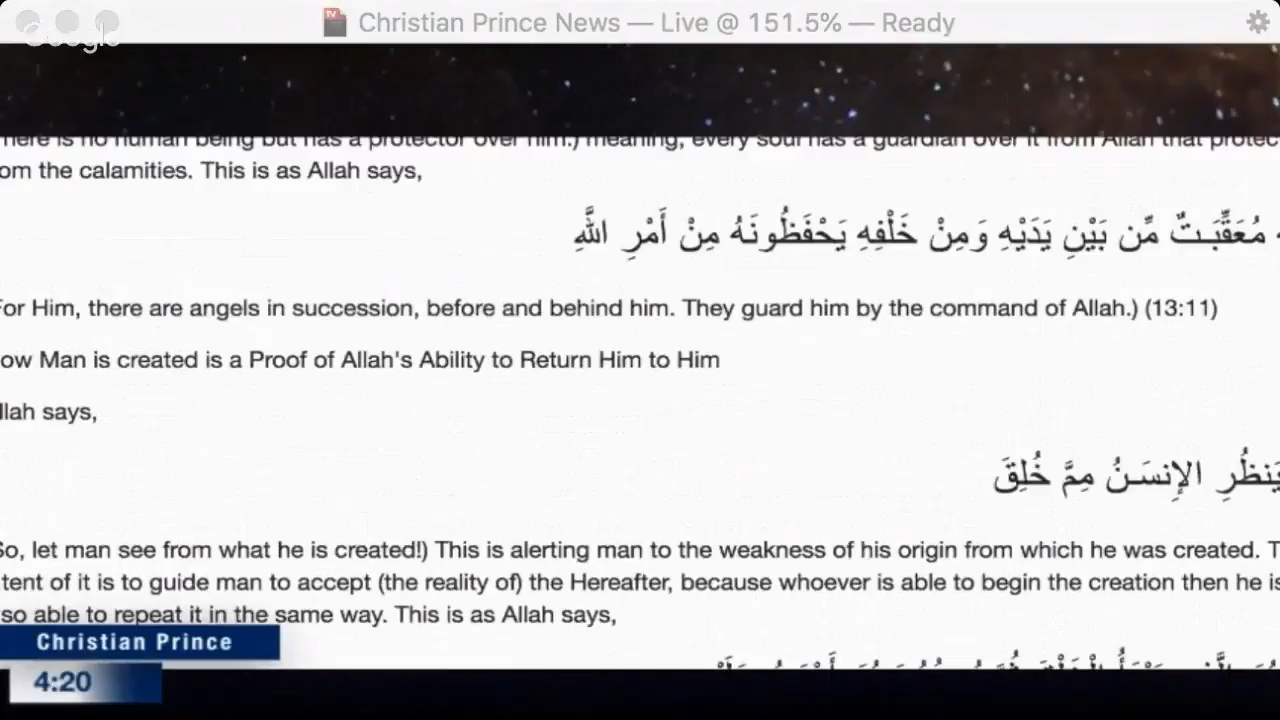 Christian Prince News — Live @ 151.5% — Ready
Google
here is no human being but has a protector over him.) meaning, every soul has a guardian over it from Allah that protec
om the calamities. This is as Allah says,
مُعَقِّبَـتٌ مِّن بَيْنِ يَدَيْهِ وَمِنْ خَلْفِهِ يَحْفَظُونَهُ مِنْ أَمْرِ اللَّهِ
For Him, there are angels in succession, before and behind him. They guard him by the command of Allah.) (13:11)
ow Man is created is a Proof of Allah's Ability to Return Him to Him
llah says,
يَنظُرِ الإِنسَـنُ مِمَّ خُلِقَ
So, let man see from what he is created!) This is alerting man to the weakness of his origin from which he was created. T
tent of it is to guide man to accept (the reality of) the Hereafter, because whoever is able to begin the creation then he is
so able to repeat it in the same way. This is as Allah says,
Christian Prince
4:20